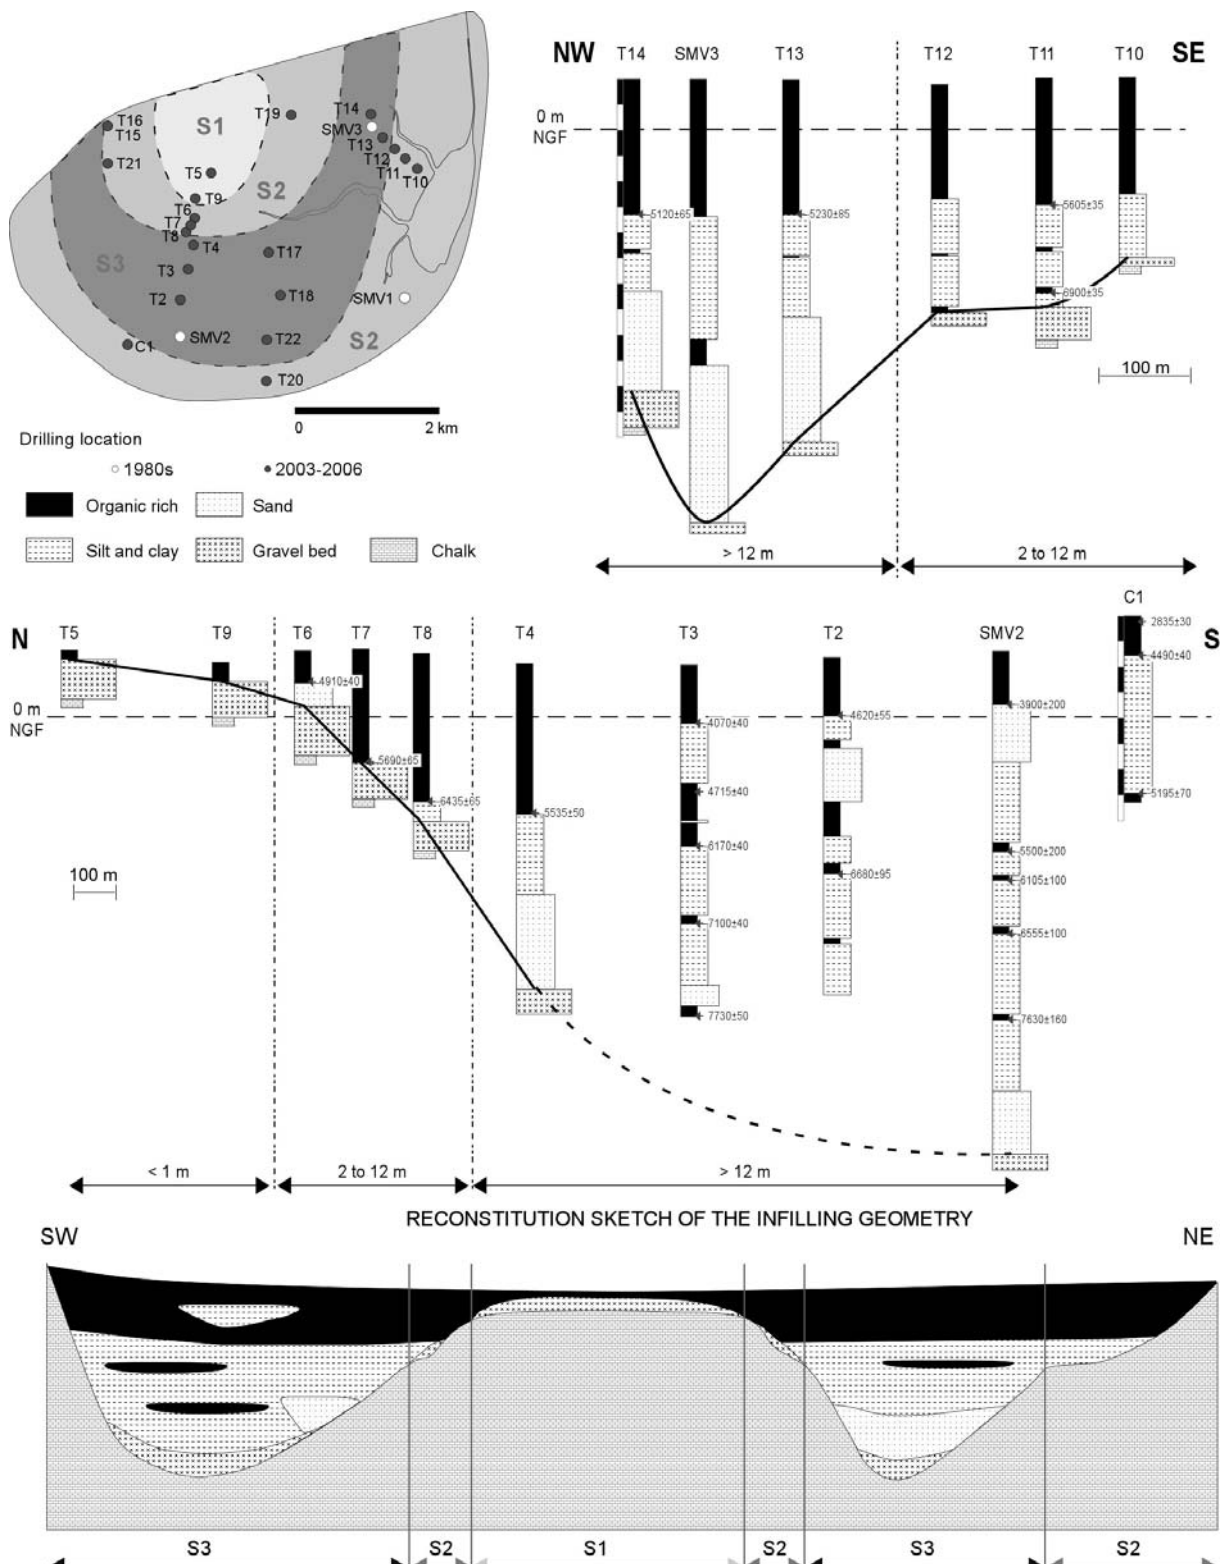 S1
S2
S3
S2
T16
T15
T21
T19
T14
SMV3
T13
T12
T11
T10
T5
T9
T6
T7
T8
T4
T3
T2
T17
T18
SMV1
SMV2
T22
C1
T20
0 2 km
Drilling location
1980s 2003-2006
Organic rich Sand
Silt and clay Gravel bed Chalk
NW T14 SMV3 T13 T12 T11 T10 SE
0 m
NGF
5120±65
5230±85
5605±35
6900±35
100 m
> 12 m 2 to 12 m
C1
N T5 T9 T6 T7 T8 T4 T3 T2 SMV2 S
0 m
NGF
4910±40
5690±65
6435±65
5535±50
4070±40
4715±40
6170±40
7100±40
7730±50
4620±55
6680±95
3900±200
5500±200
6105±100
6555±100
7630±160
2835±30
4490±40
5195±70
100 m
< 1 m 2 to 12 m > 12 m
RECONSTITUTION SKETCH OF THE INFILLING GEOMETRY
SW NE
S3 S2 S1 S2 S3 S2